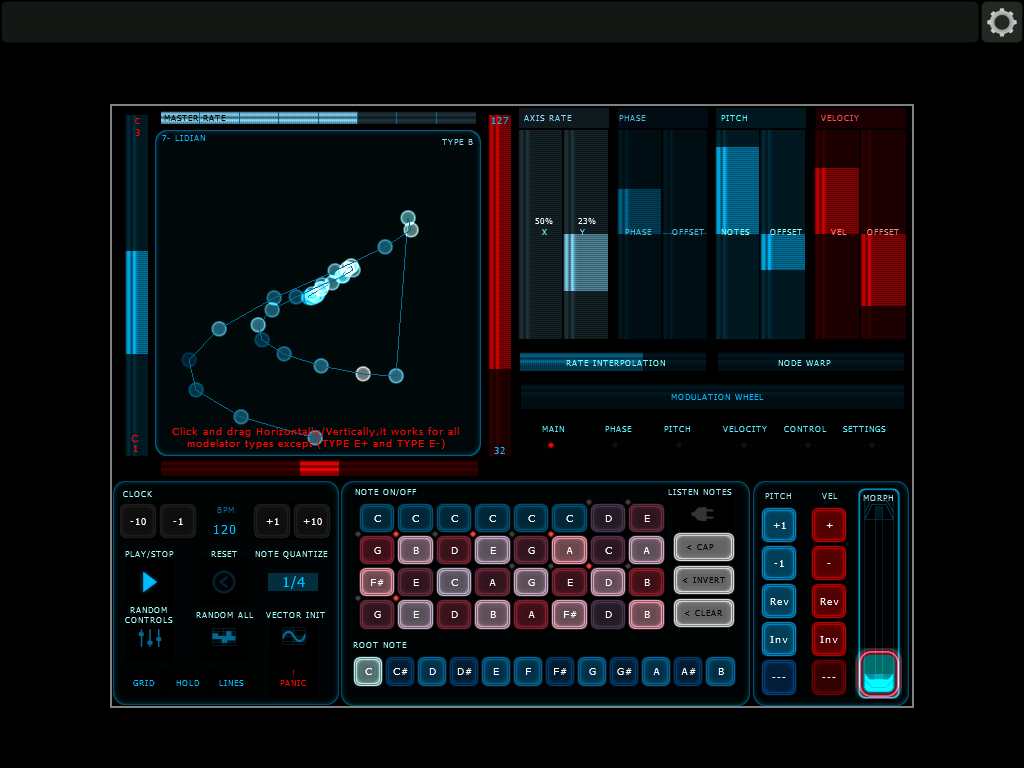 MASTER RATE
C
3
7- LIDIAN
TYPE B
127
AXIS RATE
PHASE
PITCH
VELOCIY
50%
X
23%
Y
PHASE
OFFSET
NOTES
OFFSET
VEL
OFFSET
RATE INTERPOLATION
NODE WARP
MODULATION WHEEL
MAIN
PHASE
PITCH
VELOCITY
CONTROL
SETTINGS
Click and drag Horizontally/Vertically,it works for all
modelator types except (TYPE E+ and TYPE E-)
C
1
32
CLOCK
-10
-1
BPM
120
+1
+10
PLAY/STOP
RESET
NOTE QUANTIZE
1/4
RANDOM
CONTROLS
RANDOM ALL
VECTOR INIT
GRID
HOLD
LINES
PANIC
NOTE ON/OFF
LISTEN NOTES
C C C C C C D E
G B D E G A C A
F# E C A G E D B
G E D B A F# D B
< CAP
< INVERT
< CLEAR
ROOT NOTE
C C# D D# E F F# G G# A A# B
PITCH
VEL
MORPH
+1
+
-1
-
Rev
Rev
Inv
Inv
---
---